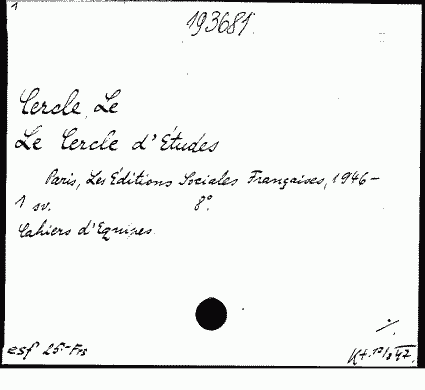 1
193681.
Cercle, Le
Le Cercle d'Études
Paris, Les Éditions Sociales Françaises, 1946-
1 sv. 8°.
Cahiers d'Equipes.
esf 25.-Frs